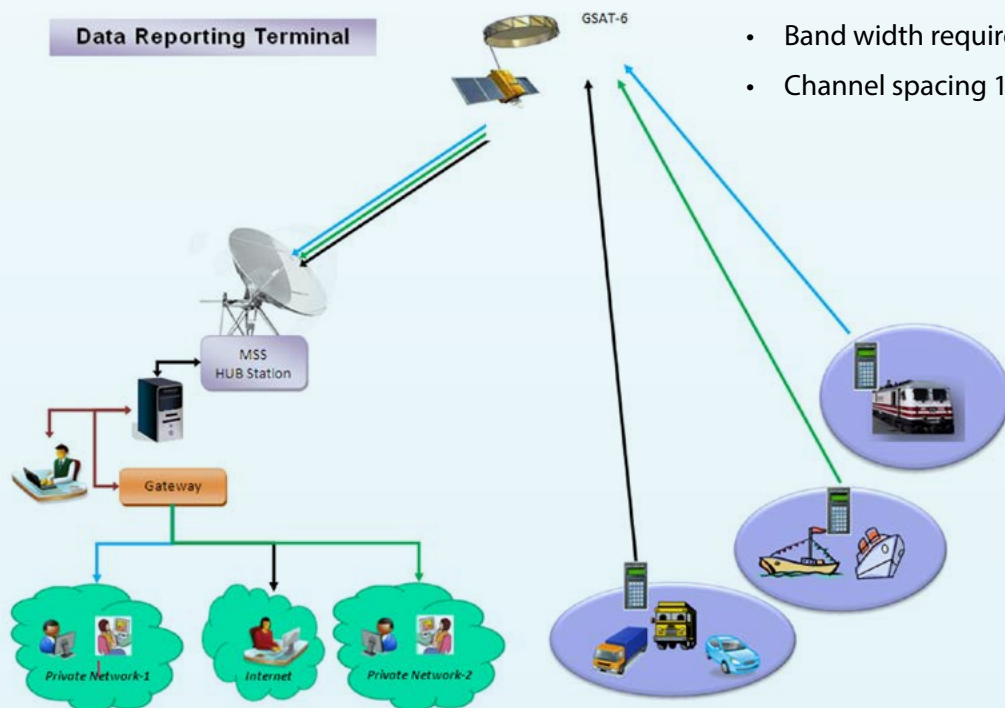 Data Reporting Terminal
GSAT-6
• Band width require
• Channel spacing 1
MSS
HUB Station
Gateway
Private Network-1
Internet
Private Network-2